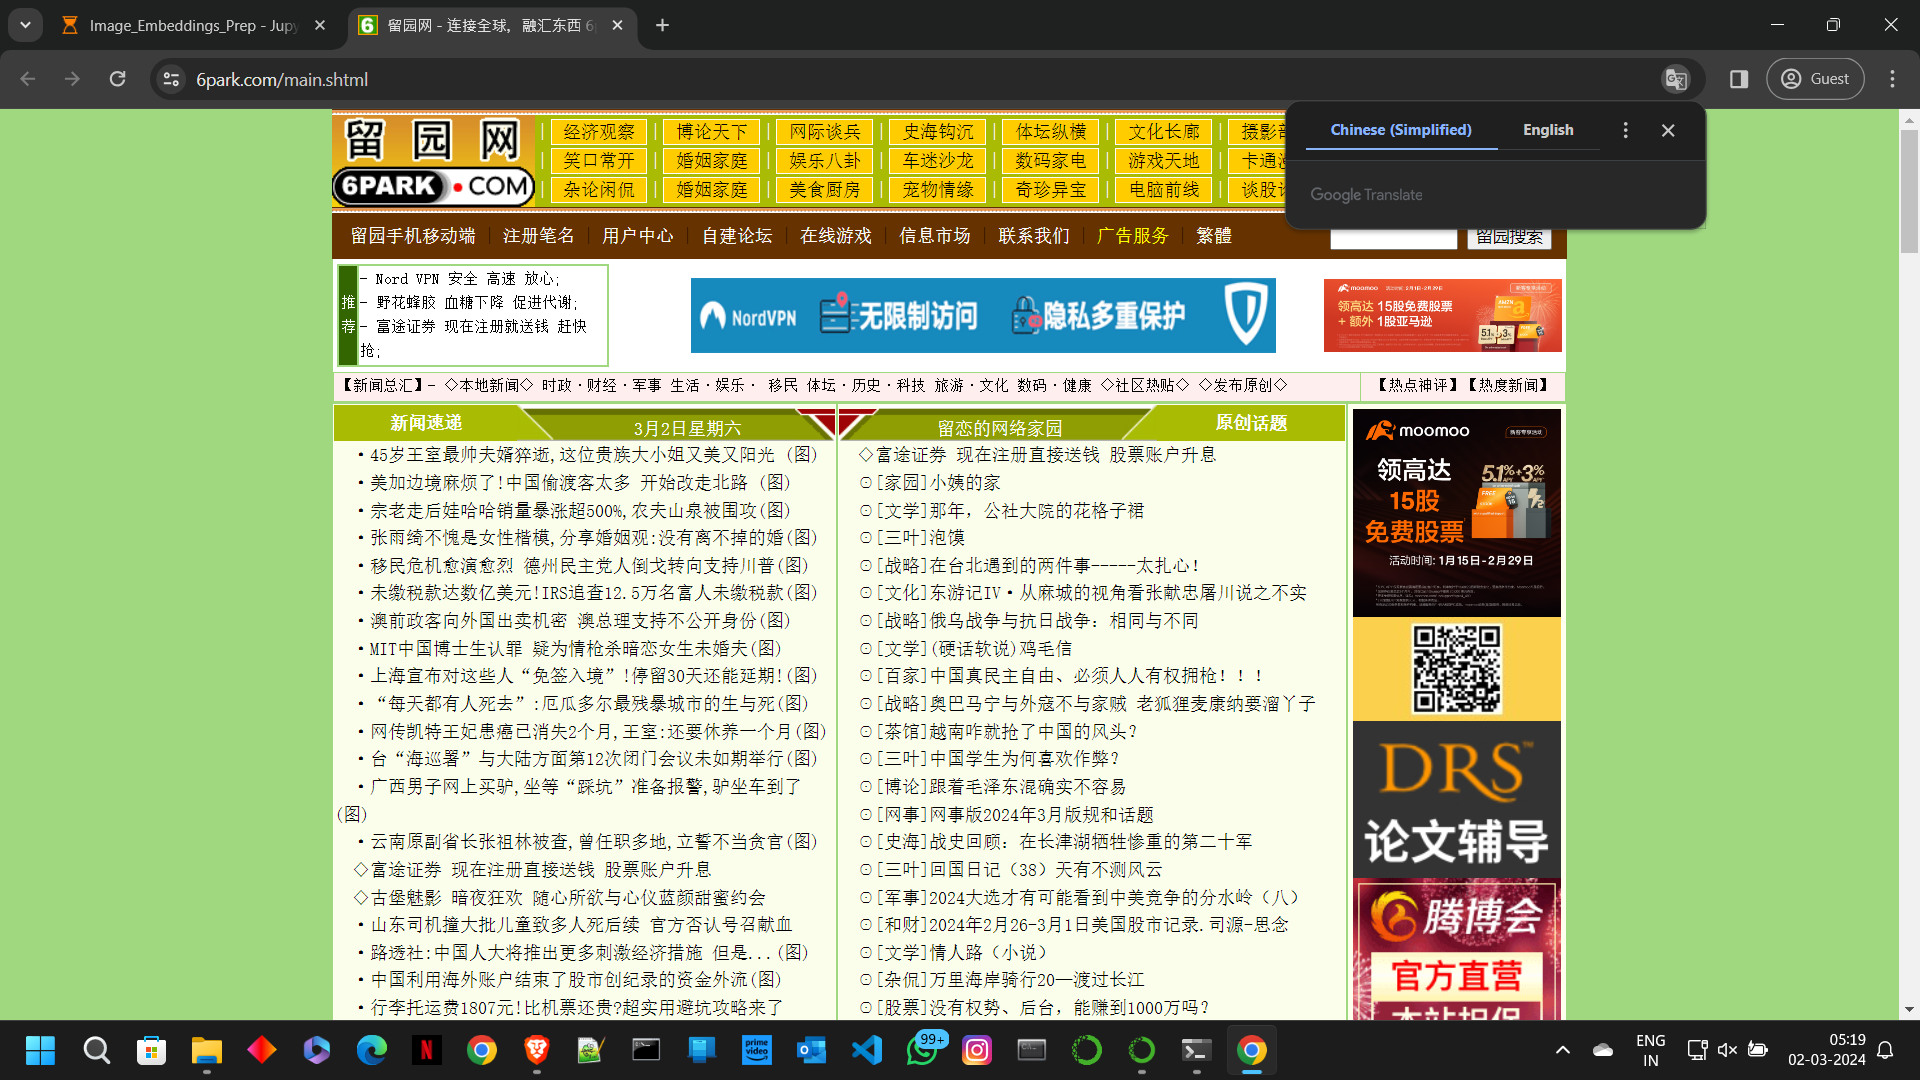 Image_Embeddings_Prep - Jupy
留园网 - 连接全球，融汇东西 6
6park.com/main.shtml
Guest
Chinese (Simplified)
English
Google Translate
留园网
6PARK.COM
经济观察 | 博论天下 | 网际谈兵 | 史海钩沉 | 体坛纵横 | 文化长廊 | 摄影
笑口常开 | 婚姻家庭 | 娱乐八卦 | 车迷沙龙 | 数码家电 | 游戏天地 | 卡通
杂论闲侃 | 婚姻家庭 | 美食厨房 | 宠物情缘 | 奇珍异宝 | 电脑前线 | 谈股
留园手机移动端 注册笔名 用户中心 自建论坛 在线游戏 信息市场 联系我们 广告服务 繁體
留园搜索
推荐
- Nord VPN 安全 高速 放心;
- 野花蜂胶 血糖下降 促进代谢;
- 富途证券 现在注册就送钱 赶快
抢;
NordVPN 无限制访问 隐私多重保护
moomoo
领高达 15股免费股票
+ 额外 1股亚马逊
【新闻总汇】- ◇本地新闻◇ 时政·财经·军事 生活·娱乐· 移民 体坛·历史·科技 旅游·文化 数码·健康 ◇社区热贴◇ ◇发布原创◇
【热点神评】【热度新闻】
新闻速递
3月2日星期六
留恋的网络家园
原创话题
·45岁王室最帅夫婿猝逝,这位贵族大小姐又美又阳光 (图)
·美加边境麻烦了!中国偷渡客太多 开始改走北路 (图)
·宗老走后娃哈哈销量暴涨超500%,农夫山泉被围攻(图)
·张雨绮不愧是女性楷模,分享婚姻观:没有离不掉的婚(图)
·移民危机愈演愈烈 德州民主党人倒戈转向支持川普(图)
·未缴税款达数亿美元!IRS追查12.5万名富人未缴税款(图)
·澳前政客向外国出卖机密 澳总理支持不公开身份(图)
·MIT中国博士生认罪 疑为情枪杀暗恋女生未婚夫(图)
·上海宣布对这些人“免签入境”!停留30天还能延期!(图)
·“每天都有人死去”:厄瓜多尔最残暴城市的生与死(图)
·网传凯特王妃患癌已消失2个月,王室:还要休养一个月(图)
·台“海巡署”与大陆方面第12次闭门会议未如期举行(图)
·广西男子网上买驴,坐等“踩坑”准备报警,驴坐车到了
(图)
·云南原副省长张祖林被查,曾任职多地,立誓不当贪官(图)
◇富途证券 现在注册直接送钱 股票账户升息
◇古堡魅影 暗夜狂欢 随心所欲与心仪蓝颜甜蜜约会
·山东司机撞大批儿童致多人死后续 官方否认号召献血
·路透社:中国人大将推出更多刺激经济措施 但是...(图)
·中国利用海外账户结束了股市创纪录的资金外流(图)
·行李托运费1807元!比机票还贵?超实用避坑攻略来了
◇富途证券 现在注册直接送钱 股票账户升息
⊙[家园]小姨的家
⊙[文学]那年，公社大院的花格子裙
⊙[三叶]泡馍
⊙[战略]在台北遇到的两件事-----太扎心！
⊙[文化]东游记IV·从麻城的视角看张献忠屠川说之不实
⊙[战略]俄乌战争与抗日战争：相同与不同
⊙[文学](硬话软说)鸡毛信
⊙[百家]中国真民主自由、必须人人有权拥枪！！！
⊙[战略]奥巴马宁与外寇不与家贼 老狐狸麦康纳要溜丫子
⊙[茶馆]越南咋就抢了中国的风头?
⊙[三叶]中国学生为何喜欢作弊?
⊙[博论]跟着毛泽东混确实不容易
⊙[网事]网事版2024年3月版规和话题
⊙[史海]战史回顾：在长津湖牺牲惨重的第二十军
⊙[三叶]回国日记（38）天有不测风云
⊙[军事]2024大选才有可能看到中美竞争的分水岭（八）
⊙[和财]2024年2月26-3月1日美国股市记录.司源-思念
⊙[文学]情人路（小说）
⊙[杂侃]万里海岸骑行20—渡过长江
⊙[股票]没有权势、后台，能赚到1000万吗?
moomoo
领高达
15股
免费股票
5.1%+3%
活动时间: 1月15日-2月29日
DRS
论文辅导
腾博会
官方直营
本站担保
99+
prime video
ENG
IN
05:19
02-03-2024